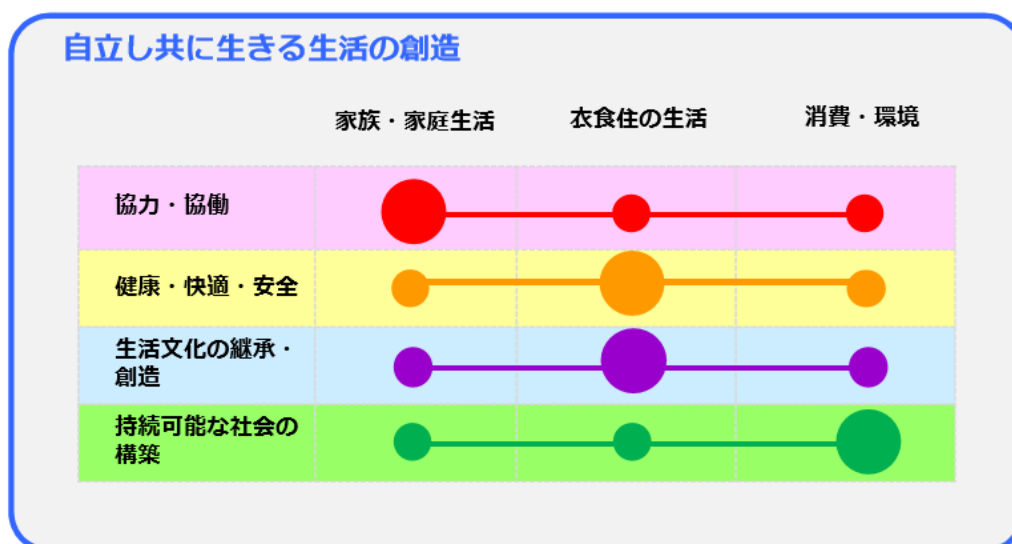 自立し共に生きる生活の創造
家族・家庭生活
衣食住の生活
消費・環境
協力・協働
健康・快適・安全
生活文化の継承・
創造
持続可能な社会の
構築